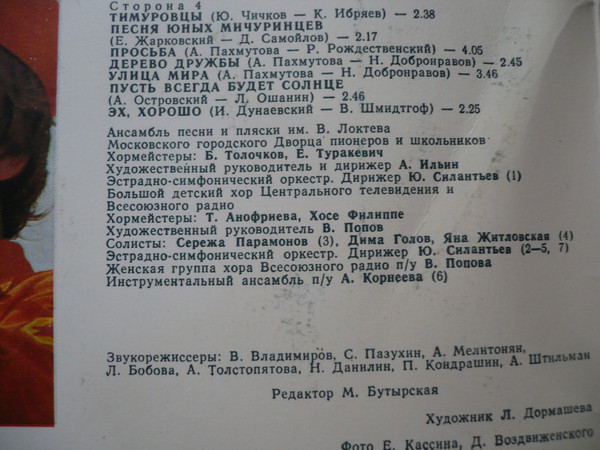 Сторона 4
ТИМУРОВЦЫ (Ю. Чичков — К. Ибряев) — 2.38
ПЕСНЯ ЮНЫХ МИЧУРИНЦЕВ
(Е. Жарковский — Д. Самойлов) — 2.17
ПРОСЬБА (А. Пахмутова — Р. Рождественский) — 4.05
ДЕРЕВО ДРУЖБЫ (А. Пахмутова — Н. Добронравов) — 2.45
УЛИЦА МИРА (А. Пахмутова — Н. Добронравов) — 3.46
ПУСТЬ ВСЕГДА БУДЕТ СОЛНЦЕ
(А. Островский — Л. Ошанин) — 2.46
ЭХ, ХОРОШО (И. Дунаевский — В. Шмидтгоф) — 2.25
Ансамбль песни и пляски им. В. Локтева
Московского городского Дворца пионеров и школьников
Хормейстеры: Б. Толочков, Е. Туракевич
Художественный руководитель и дирижер А. Ильин
Эстрадно-симфонический оркестр. Дирижер Ю. Силантьев (1)
Большой детский хор Центрального телевидения и
Всесоюзного радио
Хормейстеры: Т. Анофриева, Хосе Филиппе
Художественный руководитель В. Попов
Солисты: Сережа Парамонов (3), Дима Голов, Яна Житловская (4)
Эстрадно-симфонический оркестр. Дирижер Ю. Силантьев (2—5, 7)
Женская группа хора Всесоюзного радио п/у В. Попова
Инструментальный ансамбль п/у А. Корнеева (6)
Звукорежиссеры: В. Владимиров, С. Пазухин, А. Мелитонян,
Л. Бобова, А. Толстопятова, Н. Данилин, П. Кондрашин, А. Штильман
Редактор М. Бутырская
Художник Л. Дормашева
Фото Е. Кассина, Д. Воздвиженского